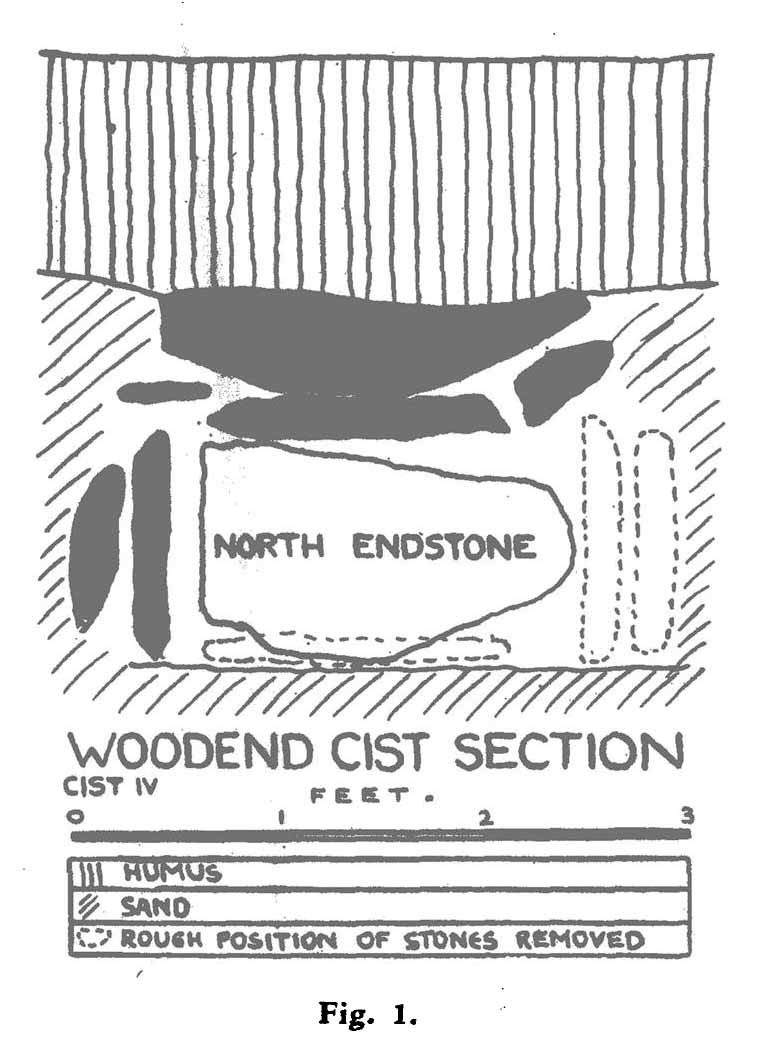 NORTH ENDSTONE
WOODEND CIST SECTION
CIST IV
FEET.
0 1 2 3
HUMUS
SAND
ROUGH POSITION OF STONES REMOVED
Fig. 1.